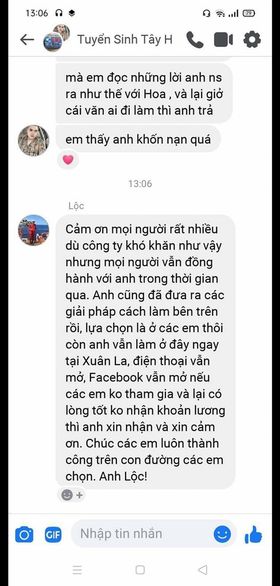 13:06
Tuyển Sinh Tây H
mà em đọc những lời anh ns
ra như thế với Hoa , và lại giở
cái văn ai đi làm thì anh trả
em thấy anh khốn nạn quá
13:06
Lộc
Cảm ơn mọi người rất nhiều
dù công ty khó khăn như vậy
nhưng mọi người vẫn đồng
hành với anh trong thời gian
qua. Anh cũng đã đưa ra các
giải pháp cách làm bên trên
rồi, lựa chọn là ở các em thôi
còn anh vẫn làm ở đây ngay
tại Xuân La, điện thoại vẫn
mở, Facebook vẫn mở nếu
các em ko tham gia và lại có
lòng tốt ko nhận khoản lương
thì anh xin nhận và xin cảm
ơn. Chúc các em luôn thành
công trên con đường các em
chọn. Anh Lộc!
GIF
Nhập tin nhắn